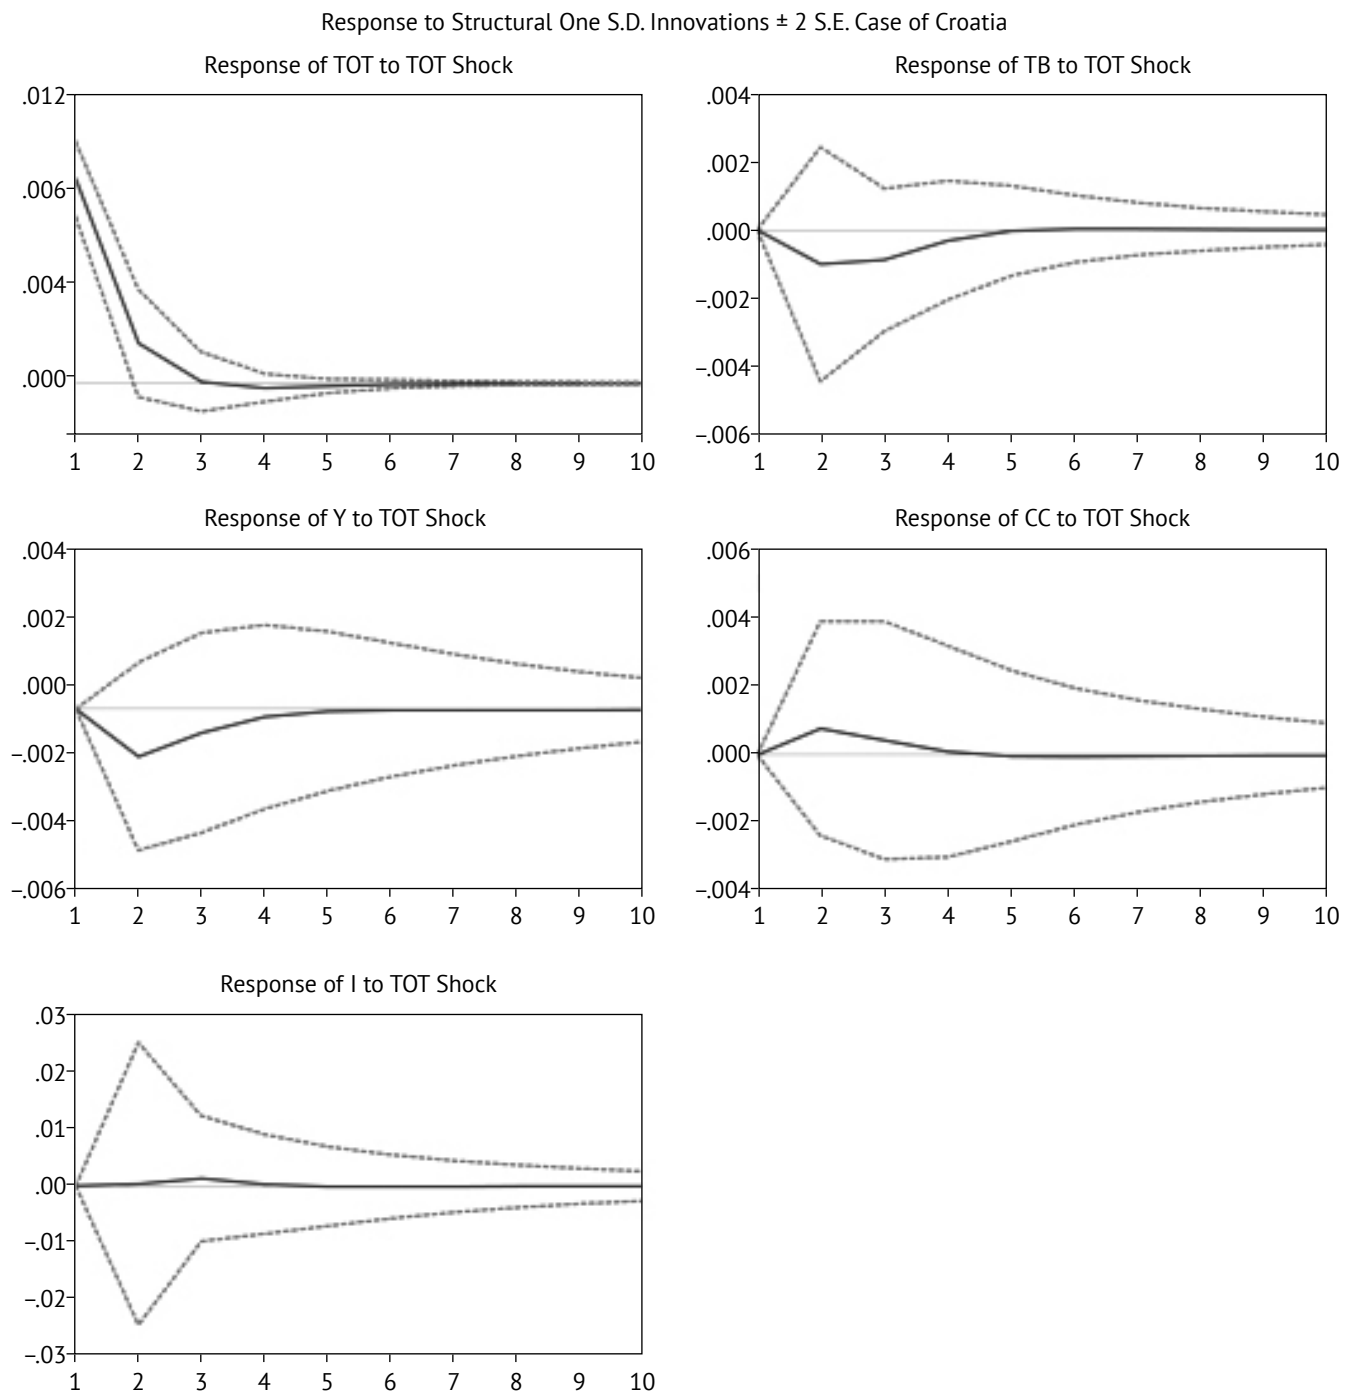 Response to Structural One S.D. Innovations ± 2 S.E. Case of Croatia
Response of TOT to TOT Shock
.012
.006
.004
.000
1 2 3 4 5 6 7 8 9 10
Response of TB to TOT Shock
.004
.002
.000
–.002
–.004
–.006
1 2 3 4 5 6 7 8 9 10
Response of Y to TOT Shock
.004
.002
.000
–.002
–.004
–.006
1 2 3 4 5 6 7 8 9 10
Response of CC to TOT Shock
.006
.004
.002
.000
–.002
–.004
1 2 3 4 5 6 7 8 9 10
Response of I to TOT Shock
.03
.02
.01
.00
–.01
–.02
–.03
1 2 3 4 5 6 7 8 9 10